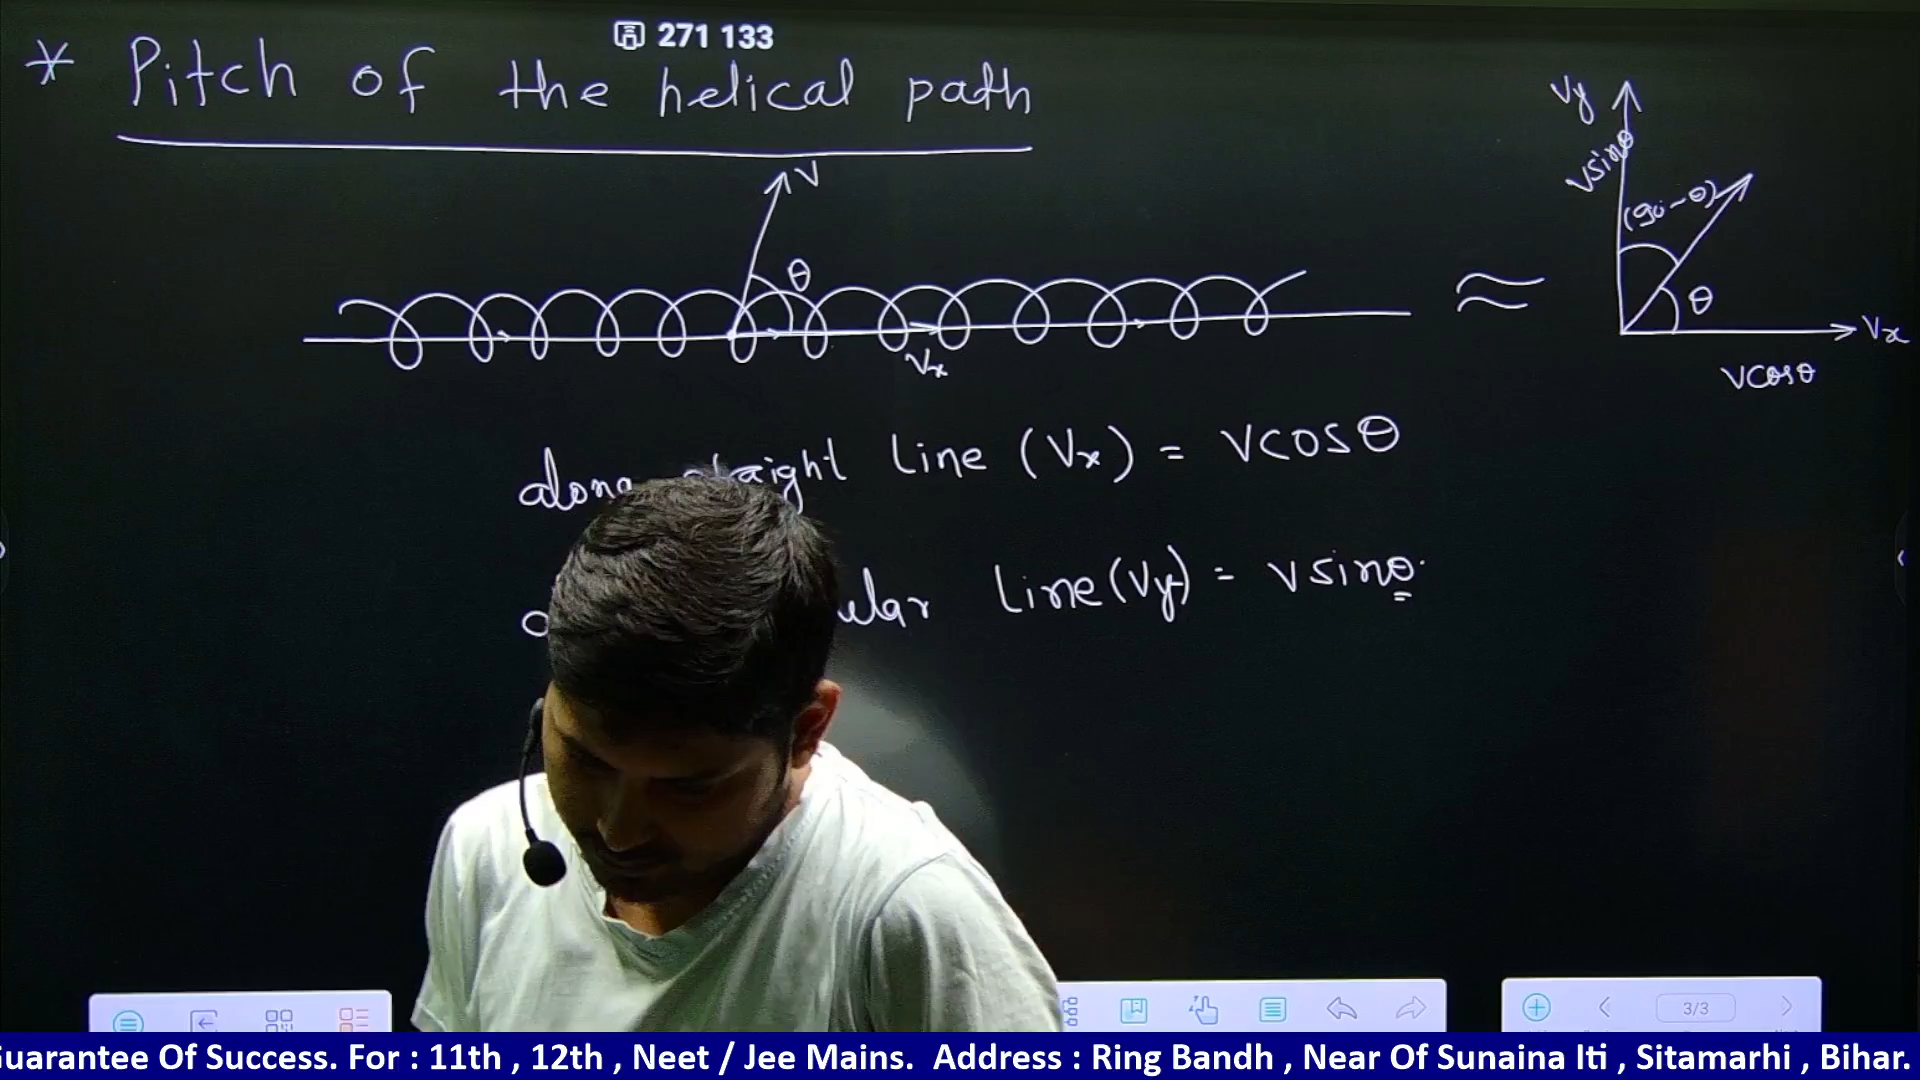 271 133
* Pitch of the helical path
V
θ
Vx
≈
Vy
Vsinθ
(90-θ)
θ
Vx
Vcosθ
along straight line (Vx) = VCOSθ
line (Vy) = Vsinθ
3/3
Guarantee Of Success. For : 11th , 12th , Neet / Jee Mains. Address : Ring Bandh , Near Of Sunaina Iti , Sitamarhi , Bihar.